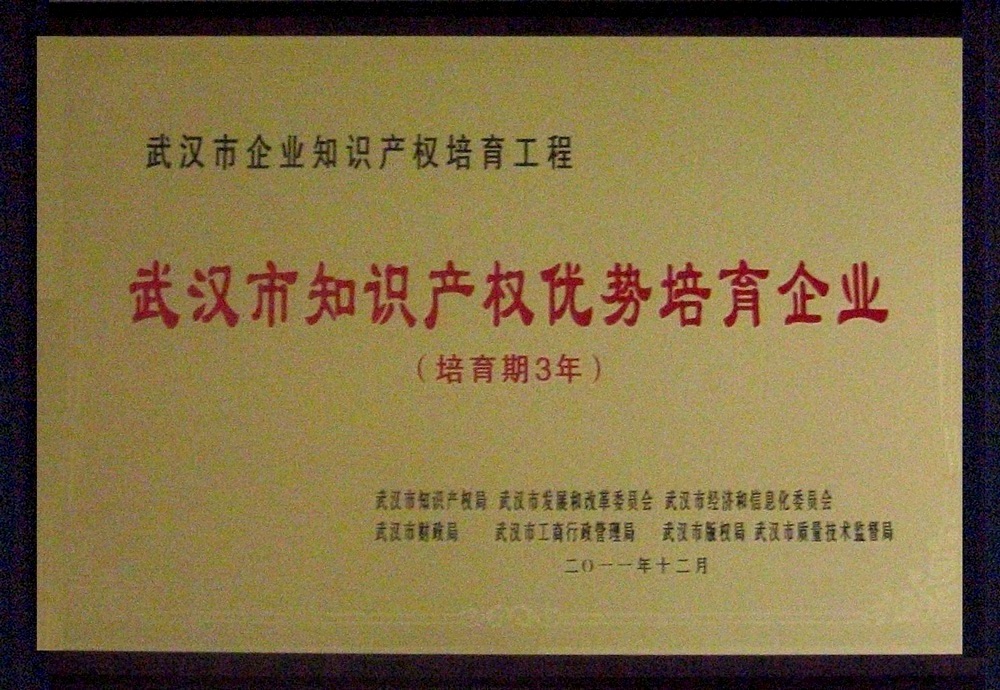 武汉市企业知识产权培育工程
武汉市知识产权优势培育企业
（培育期3年）
武汉市知识产权局 武汉市发展和改革委员会 武汉市经济和信息化委员会
武汉市财政局 武汉市工商行政管理局 武汉市版权局 武汉市质量技术监督局
二〇一一年十二月